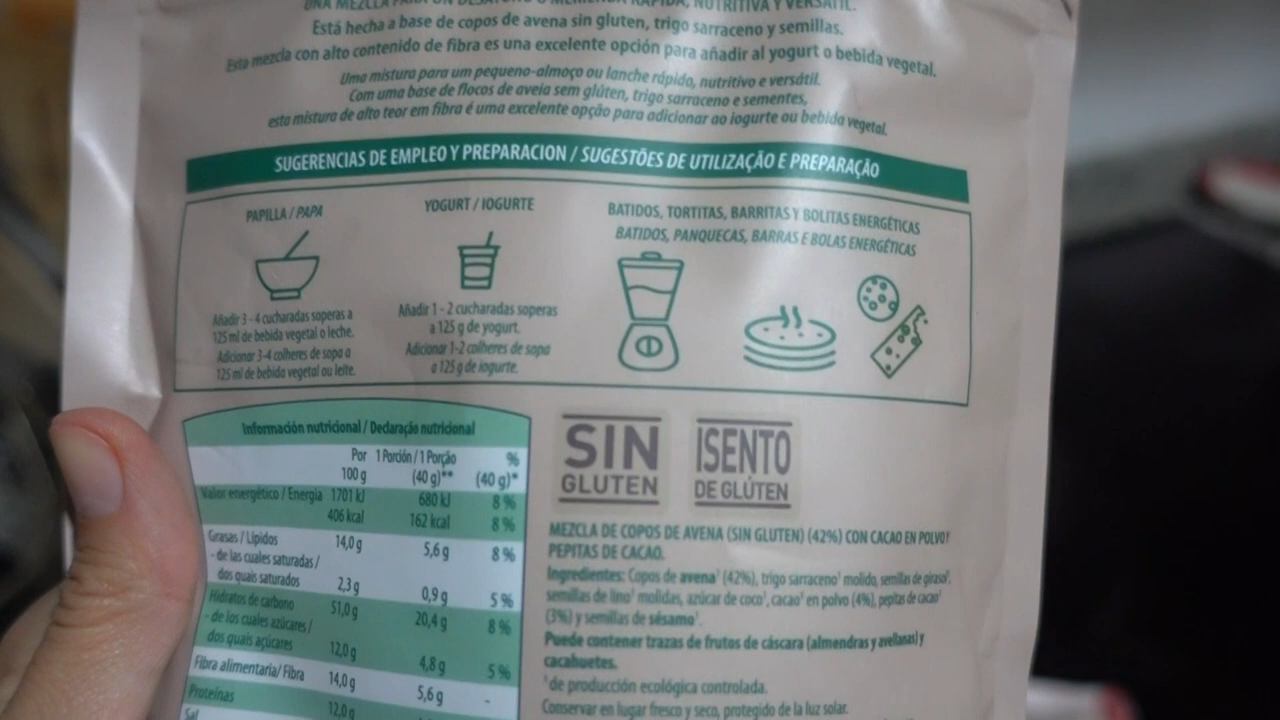 UNA MEZCLA PARA UN DESAYUNO O MERIENDA RÁPIDA, NUTRITIVA Y VERSÁTIL.
Está hecha a base de copos de avena sin gluten, trigo sarraceno y semillas.
Esta mezcla con alto contenido de fibra es una excelente opción para añadir al yogurt o bebida vegetal.
Uma mistura para um pequeno-almoço ou lanche rápido, nutritivo e versátil.
Com uma base de flocos de aveia sem glúten, trigo sarraceno e sementes,
esta mistura de alto teor em fibra é uma excelente opção para adicionar ao iogurte ou bebida vegetal.
SUGERENCIAS DE EMPLEO Y PREPARACION / SUGESTÕES DE UTILIZAÇÃO E PREPARAÇÃO
PAPILLA / PAPA
Añadir 3 - 4 cucharadas soperas a
125 ml de bebida vegetal o leche.
Adicionar 3-4 colheres de sopa a
125 ml de bebida vegetal ou leite.
YOGURT / IOGURTE
Añadir 1 - 2 cucharadas soperas
a 125 g de yogurt.
Adicionar 1-2 colheres de sopa
a 125 g de iogurte.
BATIDOS, TORTITAS, BARRITAS Y BOLITAS ENERGÉTICAS
BATIDOS, PANQUECAS, BARRAS E BOLAS ENERGÉTICAS
Información nutricional / Declaração nutricional
Por 1 Porción / 1 Porção %
100 g (40 g)** (40 g)*
Valor energético / Energia 1701 kJ 680 kJ 8 %
406 kcal 162 kcal 8 %
Grasas / Lípidos 14,0 g 5,6 g 8 %
- de las cuales saturadas /
dos quais saturados 2,3 g 0,9 g 5 %
Hidratos de carbono 51,0 g 20,4 g 8 %
- de los cuales azúcares /
dos quais açúcares 12,0 g 4,8 g 5 %
Fibra alimentaria / Fibra 14,0 g 5,6 g -
Proteínas 12,0 g
Sal
SIN
GLUTEN
ISENTO
DE GLÚTEN
MEZCLA DE COPOS DE AVENA (SIN GLUTEN) (42%) CON CACAO EN POLVO Y
PEPITAS DE CACAO.
Ingredientes: Copos de avena¹ (42%), trigo sarraceno¹ molido, semillas de girasol¹,
semillas de lino¹ molidas, azúcar de coco¹, cacao¹ en polvo (4%), pepitas de cacao¹
(3%) y semillas de sésamo¹.
Puede contener trazas de frutos de cáscara (almendras y avellanas) y
cacahuetes.
¹de producción ecológica controlada.
Conservar en lugar fresco y seco, protegido de la luz solar.